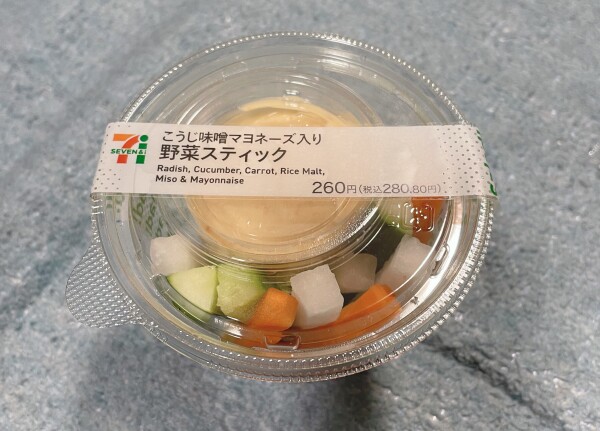 こうじ味噌マヨネーズ入り
野菜スティック
Radish, Cucumber, Carrot, Rice Malt,
Miso & Mayonnaise
260円(税込280.80円)
SEVEN&i